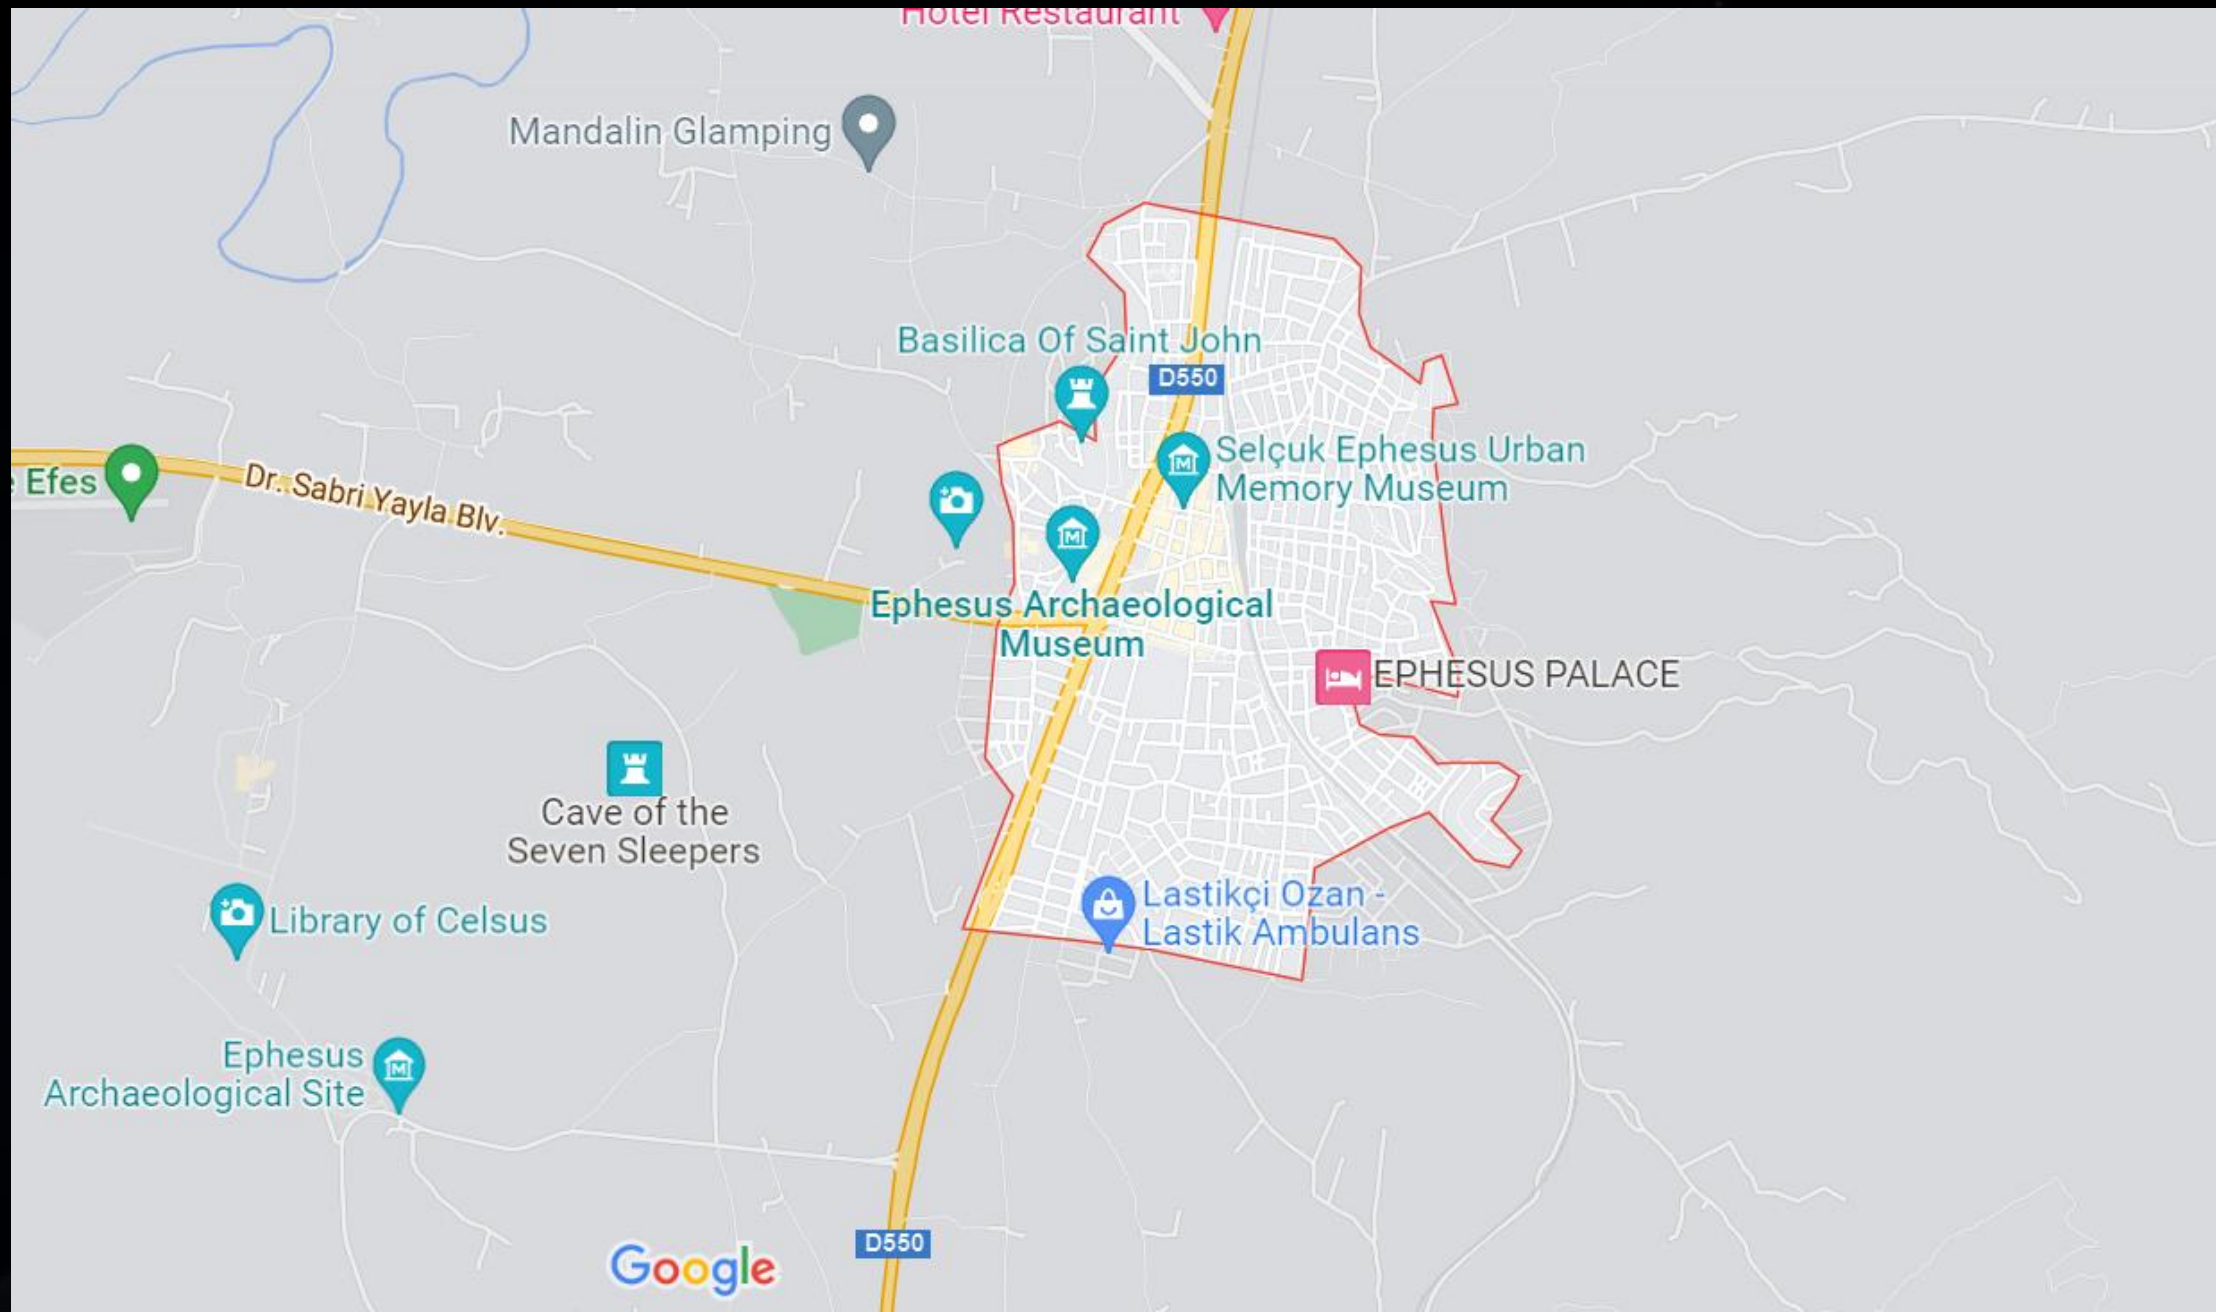 Hotel Restaurant
Mandalin Glamping
Basilica Of Saint John
D550
Selçuk Ephesus Urban
Memory Museum
Efes
Dr. Sabri Yayla Blv.
Ephesus Archaeological
Museum
EPHESUS PALACE
Cave of the
Seven Sleepers
Library of Celsus
Lastikçi Ozan -
Lastik Ambulans
Ephesus
Archaeological Site
D550
Google